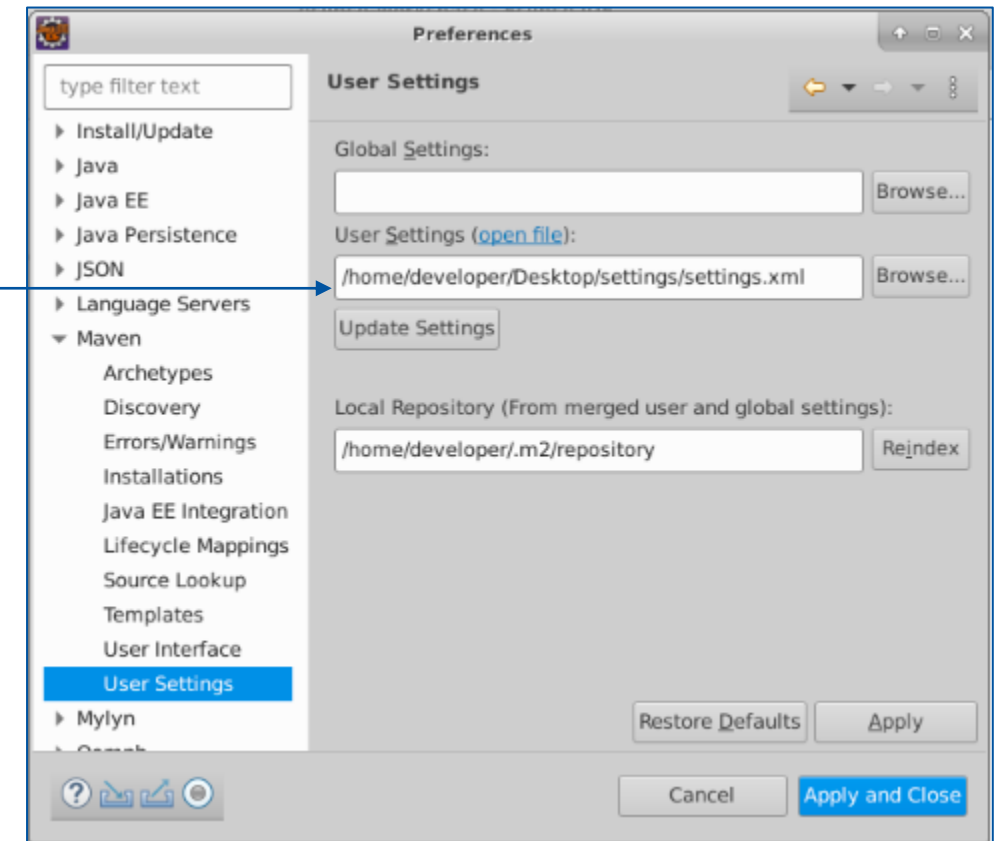 Preferences
type filter text
Install/Update
Java
Java EE
Java Persistence
JSON
Language Servers
Maven
Archetypes
Discovery
Errors/Warnings
Installations
Java EE Integration
Lifecycle Mappings
Source Lookup
Templates
User Interface
User Settings
Mylyn
User Settings
Global Settings:
Browse...
User Settings (open file):
/home/developer/Desktop/settings/settings.xml
Browse...
Update Settings
Local Repository (From merged user and global settings):
/home/developer/.m2/repository
Reindex
Restore Defaults
Apply
Cancel
Apply and Close